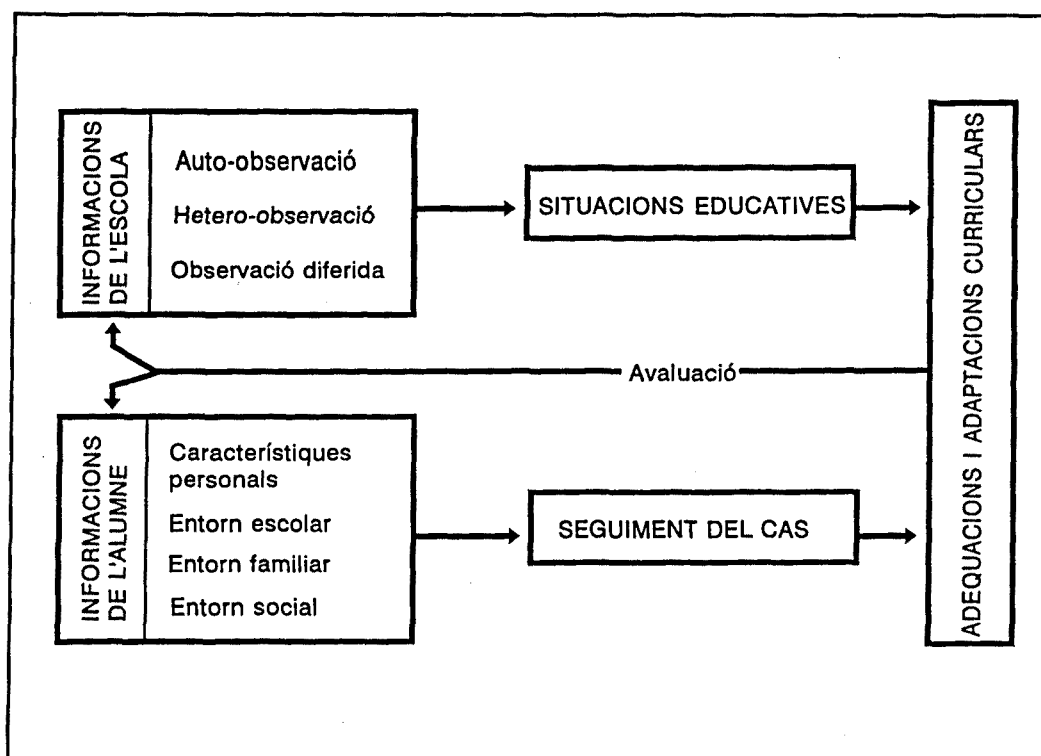 INFORMACIONS
DE L'ESCOLA
Auto-observació
Hetero-observació
Observació diferida
SITUACIONS EDUCATIVES
ADEQUACIONS I ADAPTACIONS CURRICULARS
Avaluació
INFORMACIONS
DE L'ALUMNE
Característiques
personals
Entorn escolar
Entorn familiar
Entorn social
SEGUIMENT DEL CAS